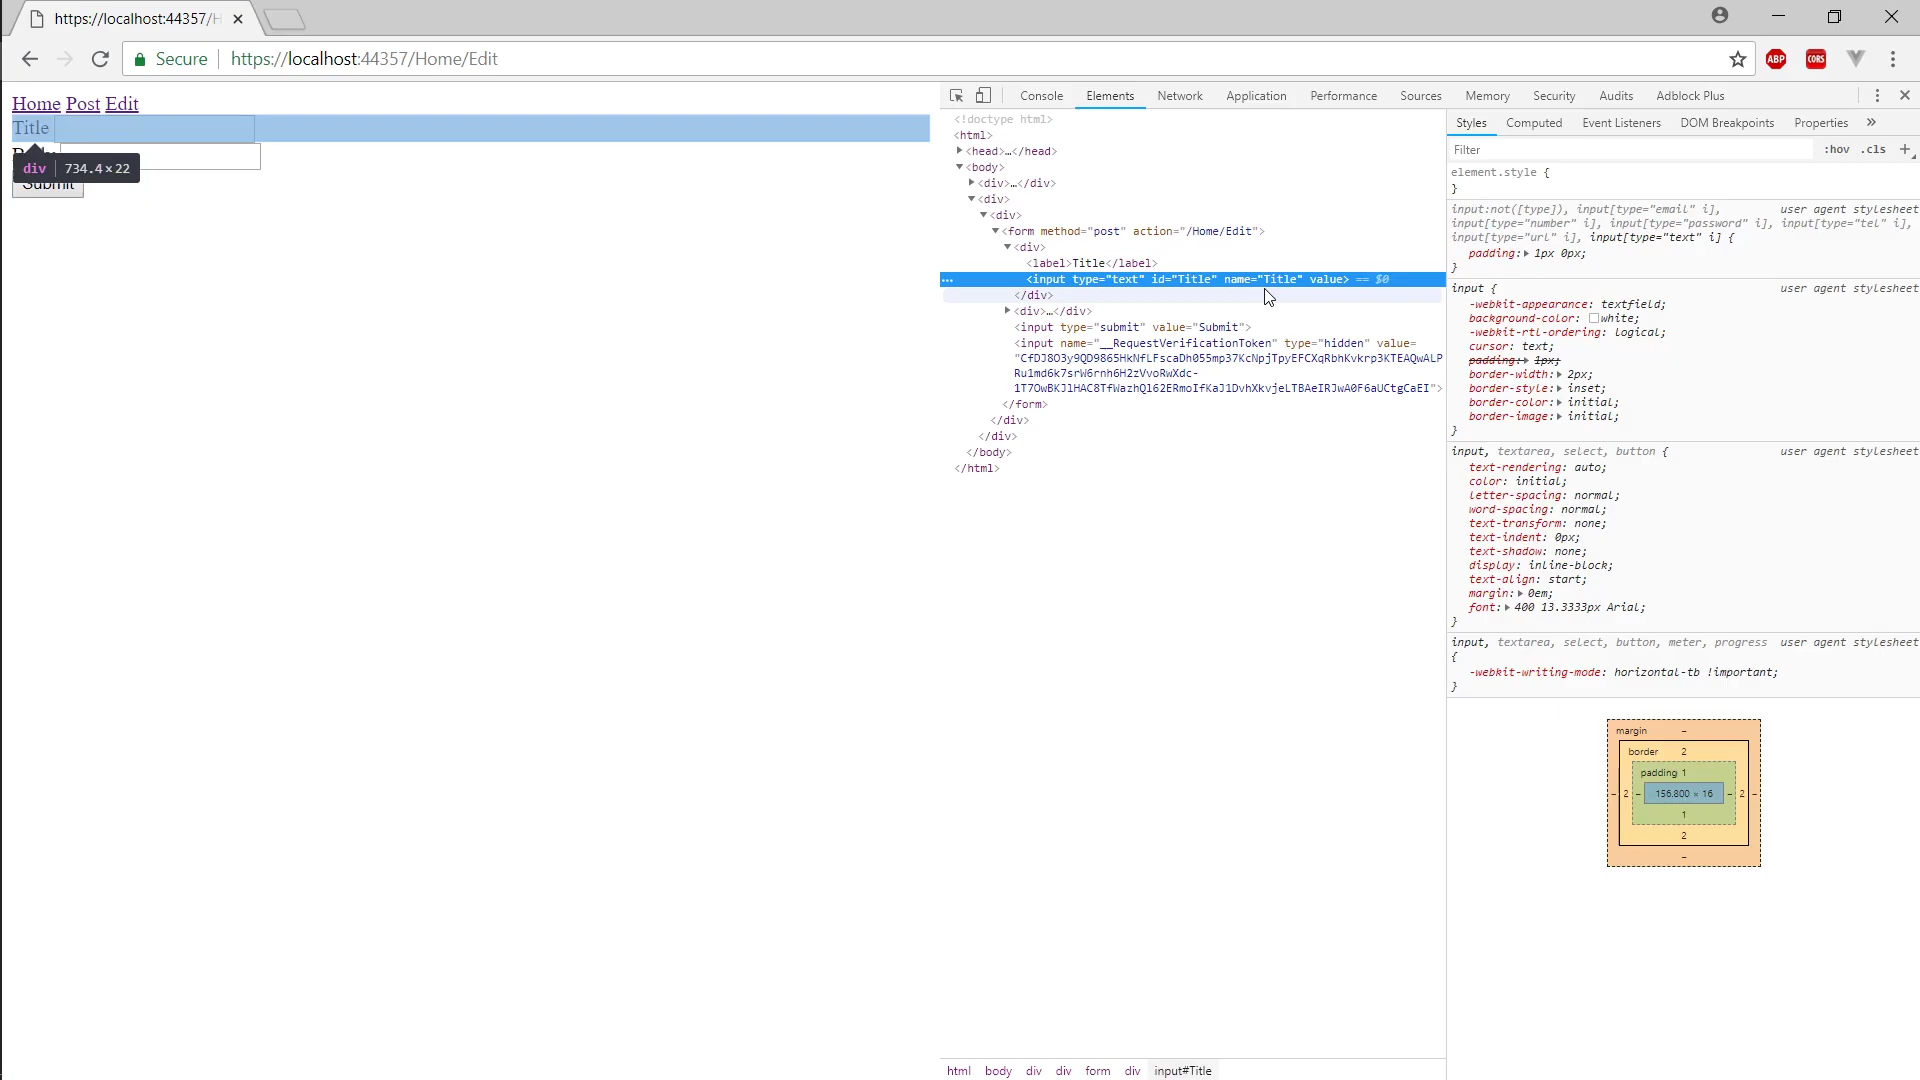 https://localhost:44357/H
Secure https://localhost:44357/Home/Edit
ABP CORS
Home Post Edit
Title
div 734.4×22
Submit
Console Elements Network Application Performance Sources Memory Security Audits Adblock Plus
<!doctype html>
<html>
<head>…</head>
<body>
<div>…</div>
<div>
<div>
<form method="post" action="/Home/Edit">
<div>
<label>Title</label>
<input type="text" id="Title" name="Title" value> == $0
</div>
<div>…</div>
<input type="submit" value="Submit">
<input name="__RequestVerificationToken" type="hidden" value=
"CfDJ8O3y9QD9865HkNfLFscaDh055mp37KcNpjTpyEFCXqRbhKvkrp3KTEAQwALP
Ru1md6k7srW6rnh6H2zVvoRwXdc-
1T7OwBKJlHAC8TfWazhQl62ERmoIfKaJ1DvhXkvjeLTBAeIRJwA0F6aUCtgCaEI">
</form>
</div>
</div>
</body>
</html>
html body div div form div input#Title
Styles Computed Event Listeners DOM Breakpoints Properties »
Filter :hov .cls +
element.style {
}
input:not([type]), input[type="email" i], user agent stylesheet
input[type="number" i], input[type="password" i], input[type="tel" i],
input[type="url" i], input[type="text" i] {
padding: 1px 0px;
}
input { user agent stylesheet
-webkit-appearance: textfield;
background-color: white;
-webkit-rtl-ordering: logical;
cursor: text;
padding: 1px;
border-width: 2px;
border-style: inset;
border-color: initial;
border-image: initial;
}
input, textarea, select, button { user agent stylesheet
text-rendering: auto;
color: initial;
letter-spacing: normal;
word-spacing: normal;
text-transform: none;
text-indent: 0px;
text-shadow: none;
display: inline-block;
text-align: start;
margin: 0em;
font: 400 13.3333px Arial;
}
input, textarea, select, button, meter, progress user agent stylesheet
{
-webkit-writing-mode: horizontal-tb !important;
}
margin –
border 2
padding 1
– 2 – 156.800 × 16 – 2 –
1
2
–